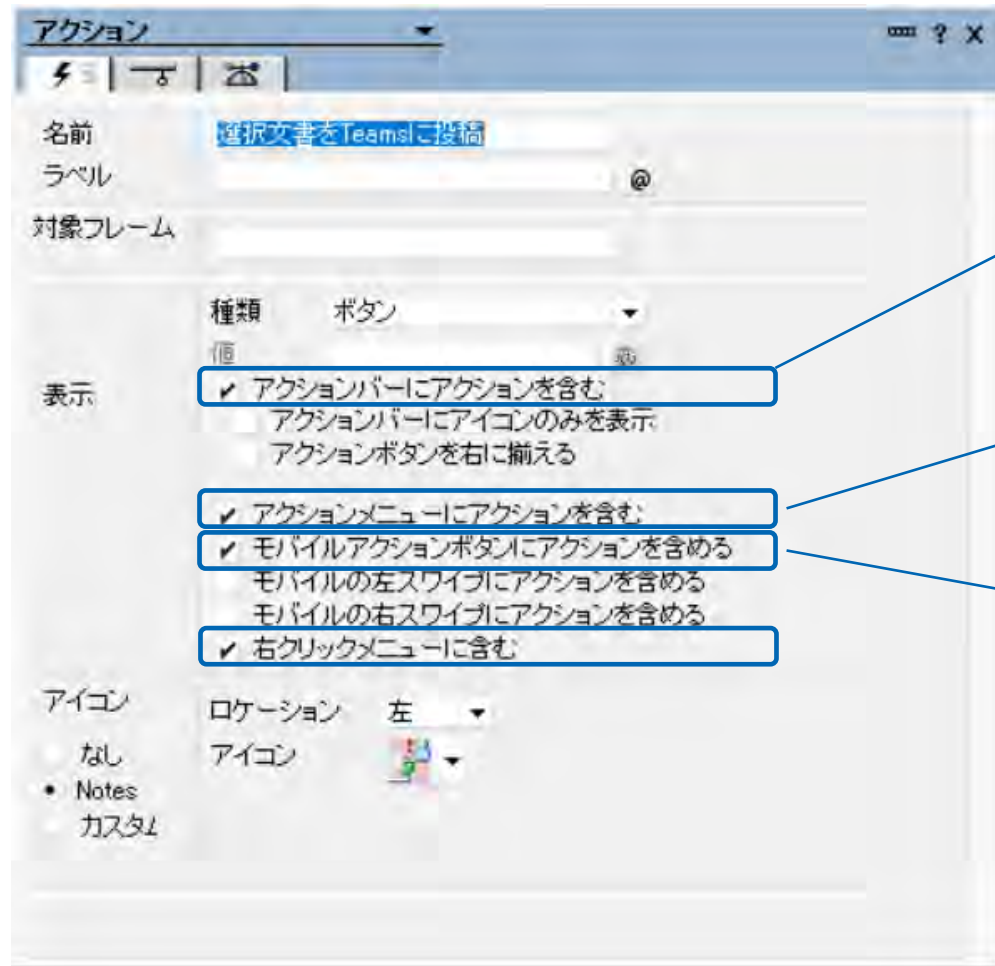 アクション
? X
名前 選択文書をTeamsに投稿
ラベル @
対象フレーム
種類 ボタン
値 @
表示
✔ アクションバーにアクションを含む
アクションバーにアイコンのみを表示
アクションボタンを右に揃える
✔ アクションメニューにアクションを含む
✔ モバイルアクションボタンにアクションを含める
モバイルの左スワイプにアクションを含める
モバイルの右スワイプにアクションを含める
✔ 右クリックメニューに含む
アイコン ロケーション 左
なし アイコン
• Notes
カスタム